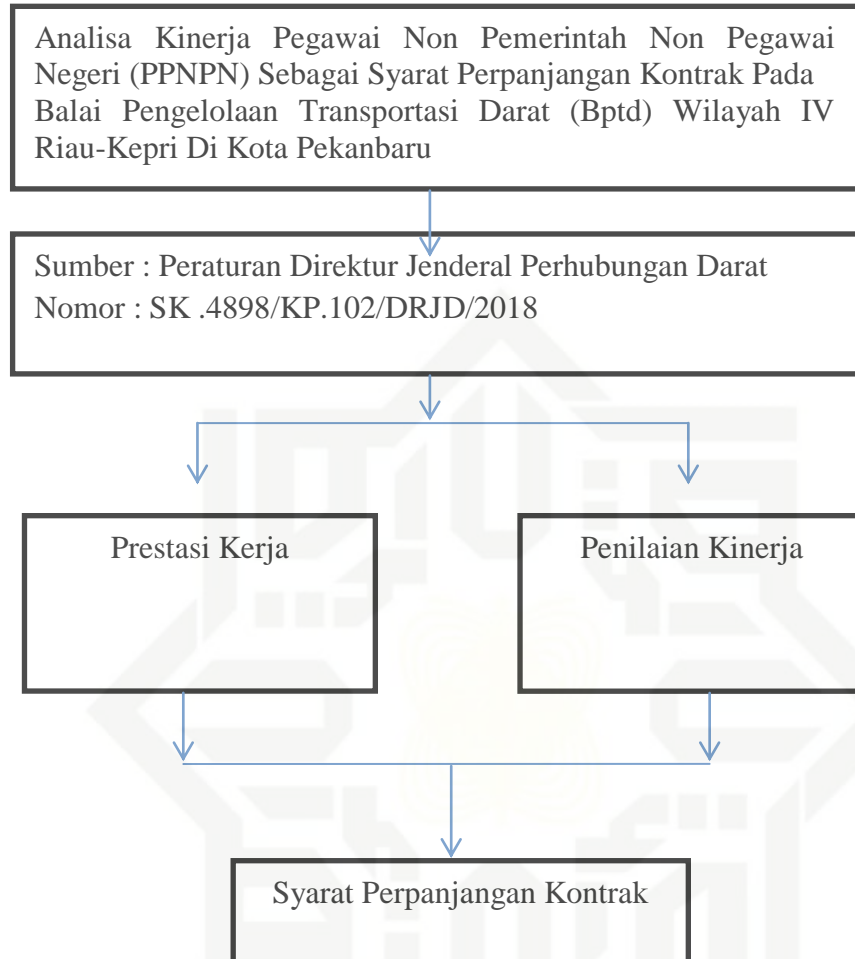 Analisa Kinerja Pegawai Non Pemerintah Non Pegawai
Negeri (PPNPN) Sebagai Syarat Perpanjangan Kontrak Pada
Balai Pengelolaan Transportasi Darat (Bptd) Wilayah IV
Riau-Kepri Di Kota Pekanbaru
Sumber : Peraturan Direktur Jenderal Perhubungan Darat
Nomor : SK .4898/KP.102/DRJD/2018
Prestasi Kerja
Penilaian Kinerja
Syarat Perpanjangan Kontrak